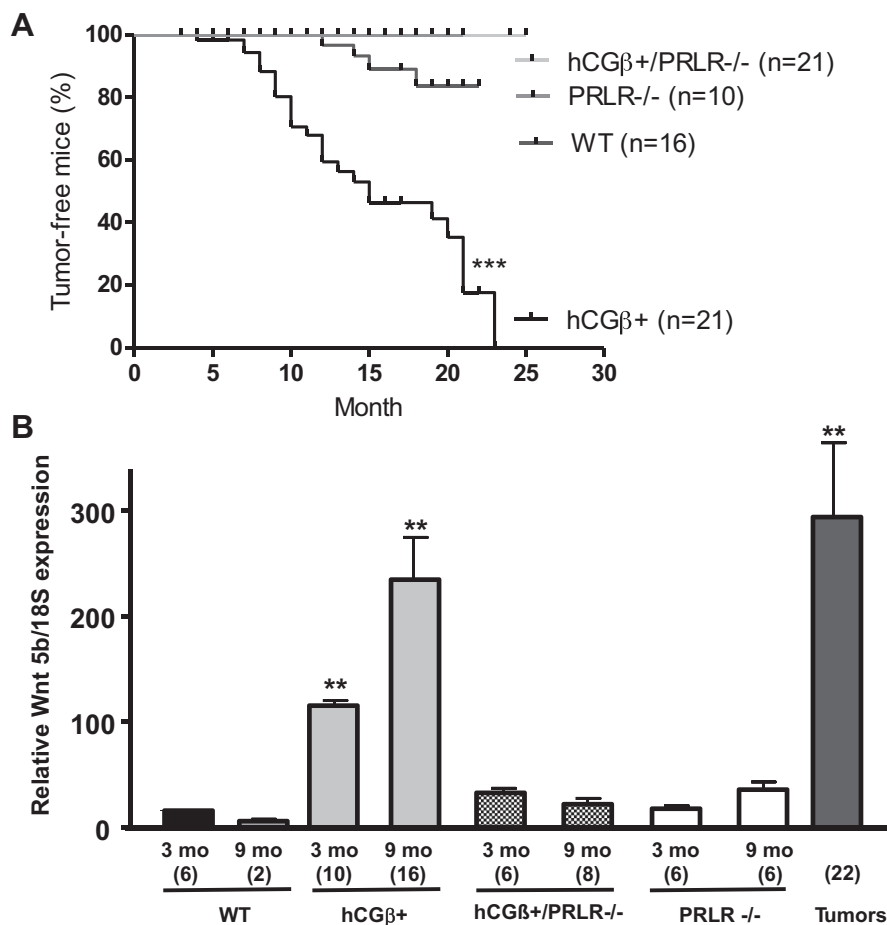 A
Tumor-free mice (%)
100
80
60
40
20
0
0 5 10 15 20 25 30
Month
hCGβ+/PRLR-/- (n=21)
PRLR-/- (n=10)
WT (n=16)
***
hCGβ+ (n=21)
B
Relative Wnt 5b/18S expression
300
200
100
0
** ** **
3 mo 9 mo 3 mo 9 mo 3 mo 9 mo 3 mo 9 mo
(6) (2) (10) (16) (6) (8) (6) (6) (22)
WT hCGβ+ hCGß+/PRLR-/- PRLR -/- Tumors